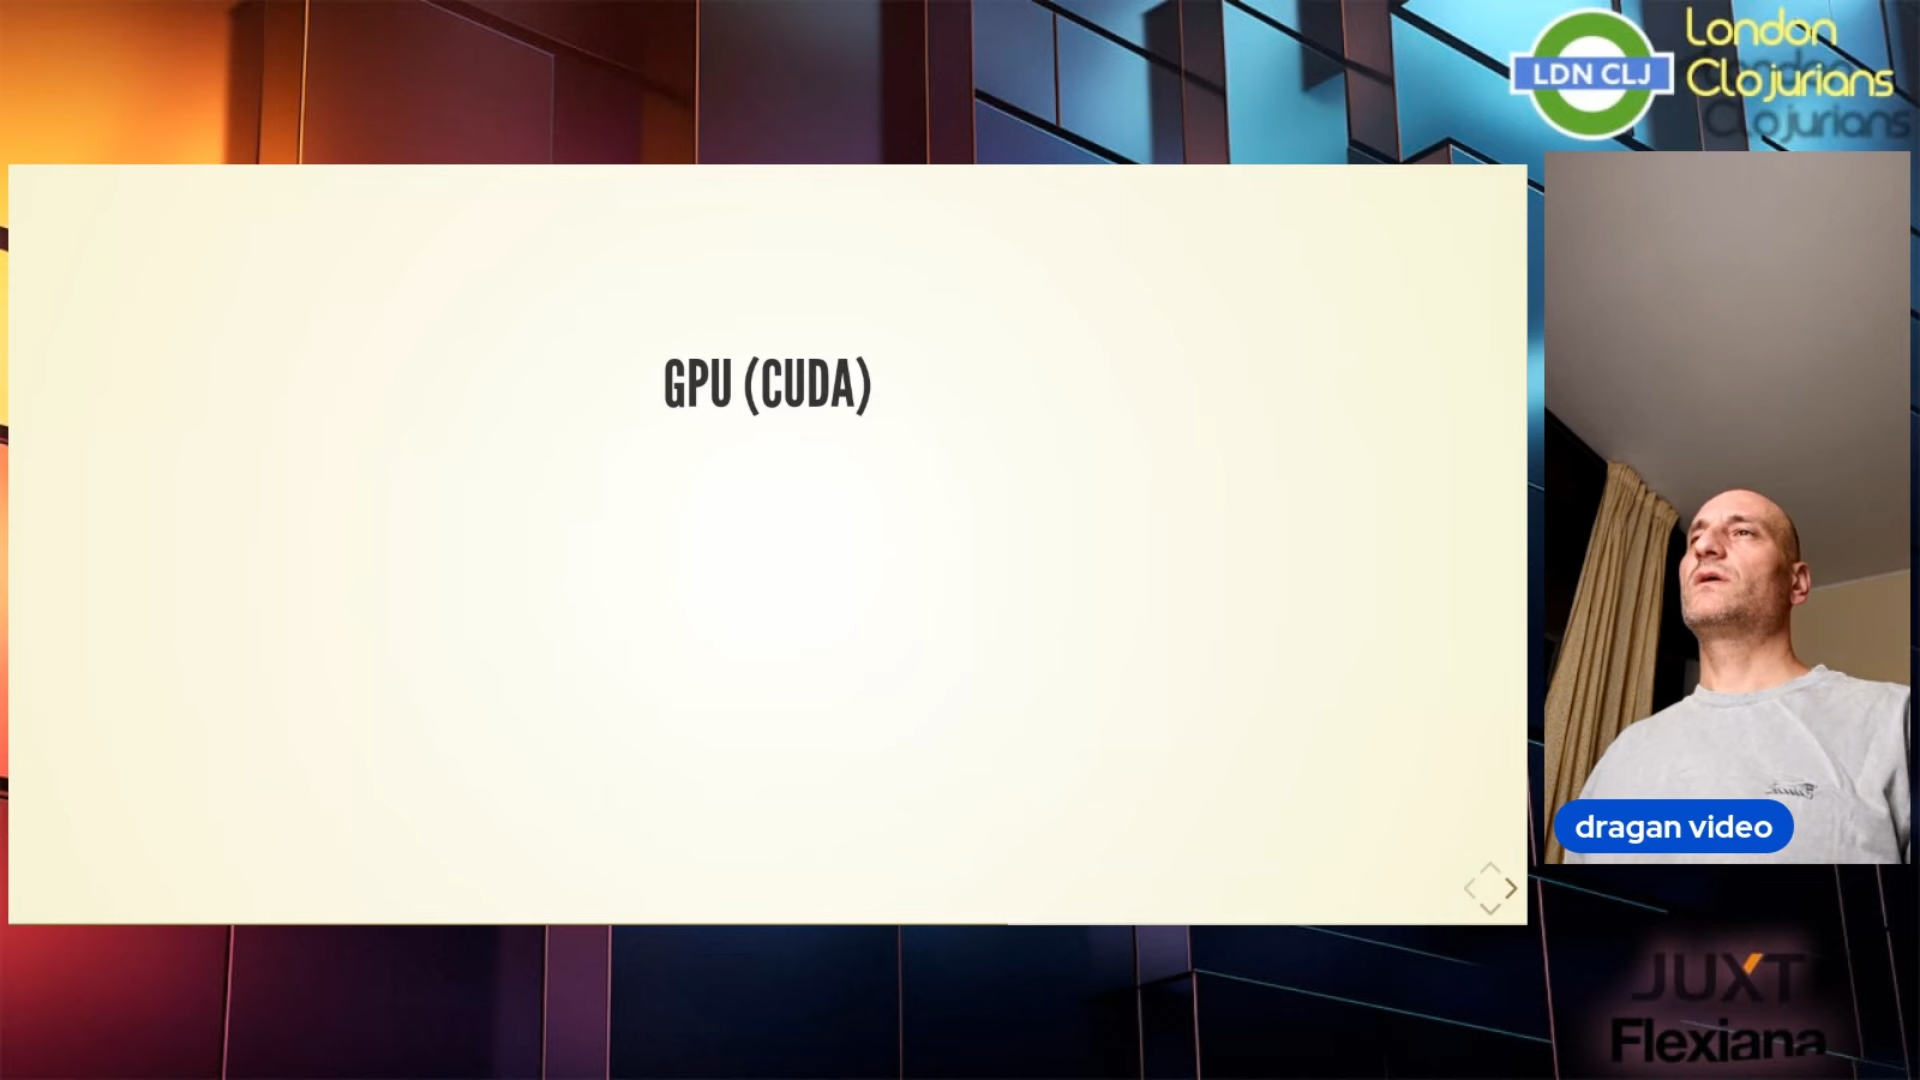 LDN CLJ
London
Clojurians
GPU (CUDA)
dragan video
JUXT
Flexiana